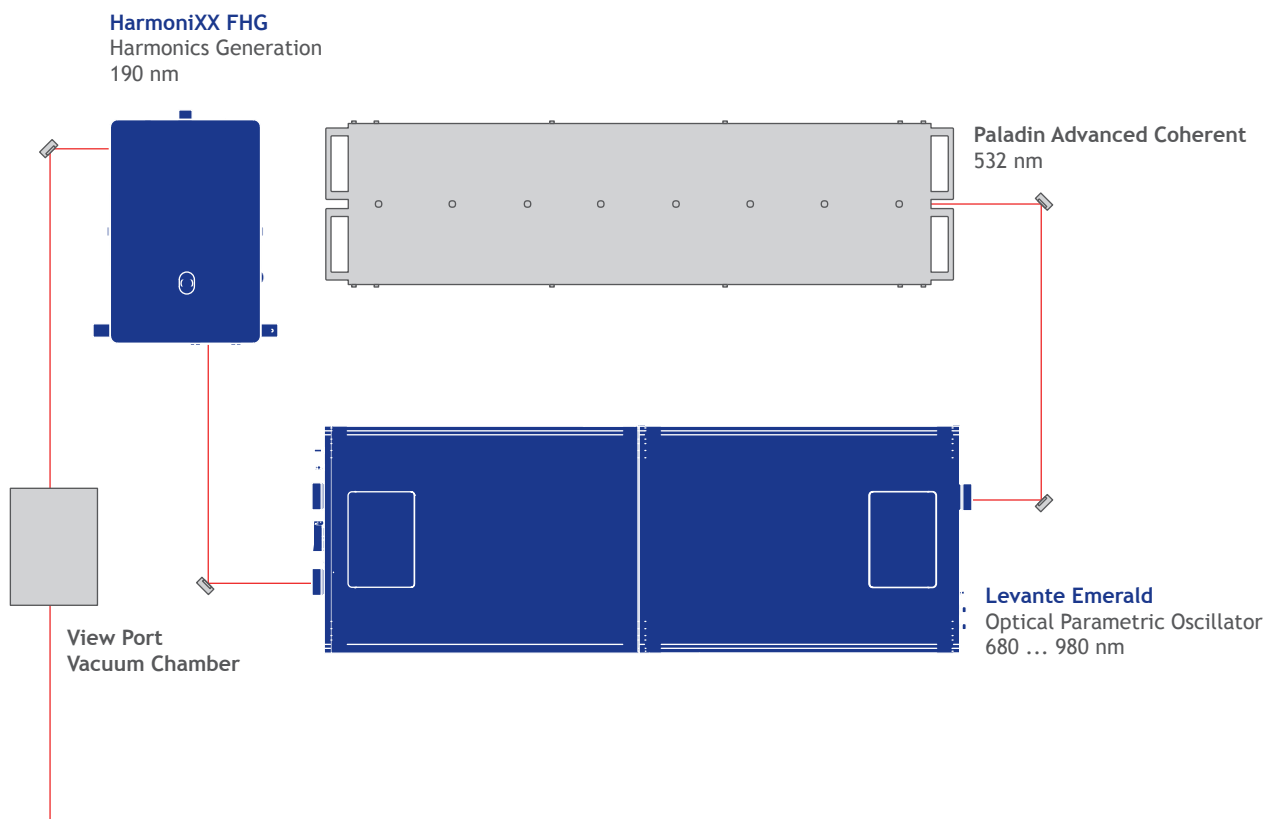 HarmoniXX FHG
Harmonics Generation
190 nm
Paladin Advanced Coherent
532 nm
Levante Emerald
Optical Parametric Oscillator
680 ... 980 nm
View Port
Vacuum Chamber